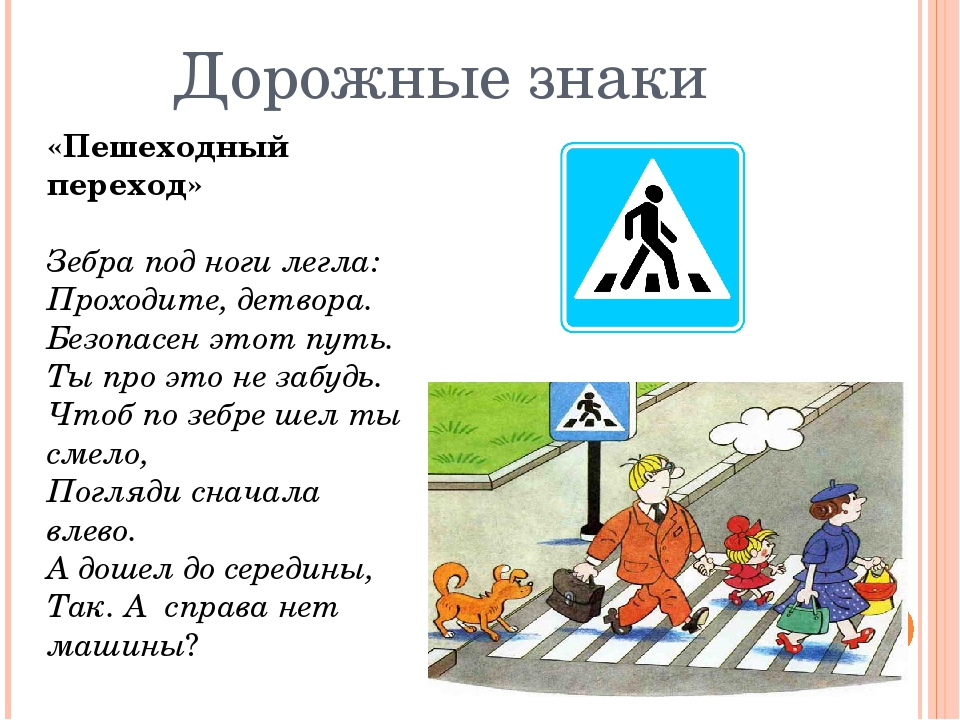 Дорожные знаки
«Пешеходный
переход»
Зебра под ноги легла:
Проходите, детвора.
Безопасен этот путь.
Ты про это не забудь.
Чтоб по зебре шел ты
смело,
Погляди сначала
влево.
А дошел до середины,
Так. А  справа нет
машины?